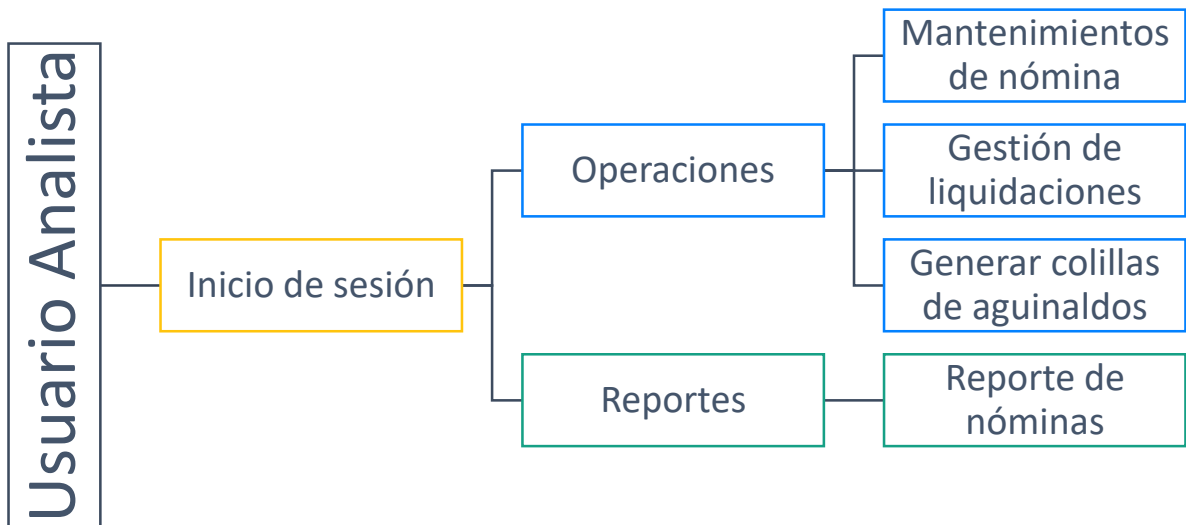 Usuario Analista
Inicio de sesión
Operaciones
Mantenimientos
de nómina
Gestión de
liquidaciones
Generar colillas
de aguinaldos
Reportes
Reporte de
nóminas